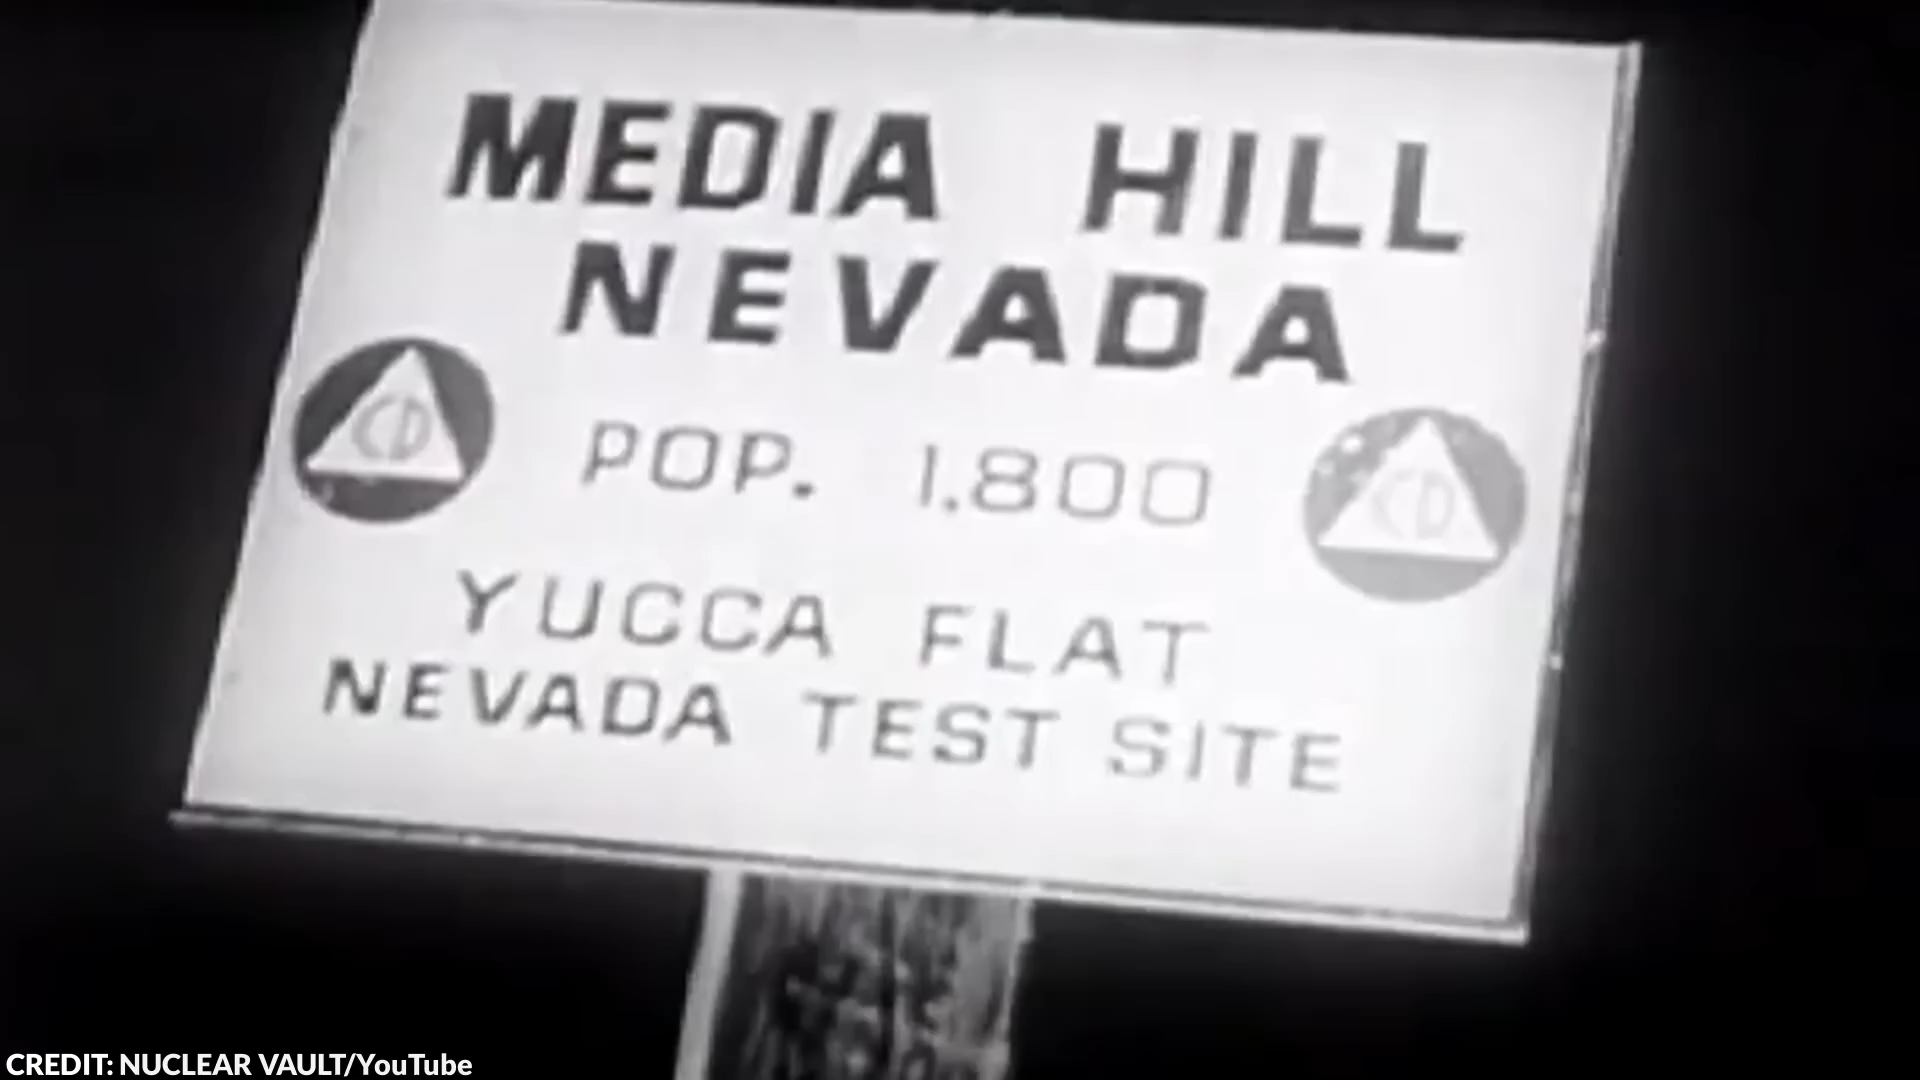 MEDIA HILL
NEVADA
CD POP. 1,800 CD
YUCCA FLAT
NEVADA TEST SITE
CREDIT: NUCLEAR VAULT/YouTube